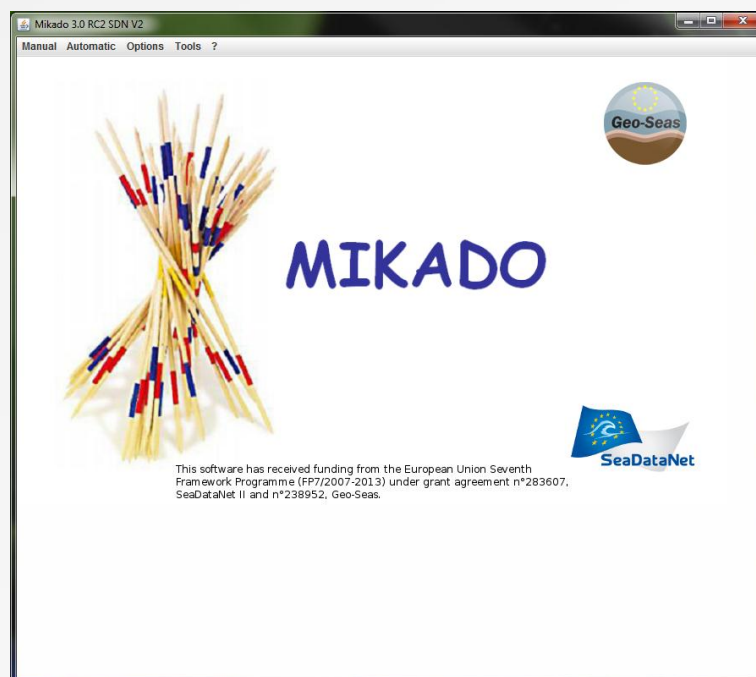 Mikado 3.0 RC2 SDN V2
Manual Automatic Options Tools ?
Geo-Seas
MIKADO
SeaDataNet
This software has received funding from the European Union Seventh
Framework Programme (FP7/2007-2013) under grant agreement n°283607,
SeaDataNet II and n°238952, Geo-Seas.